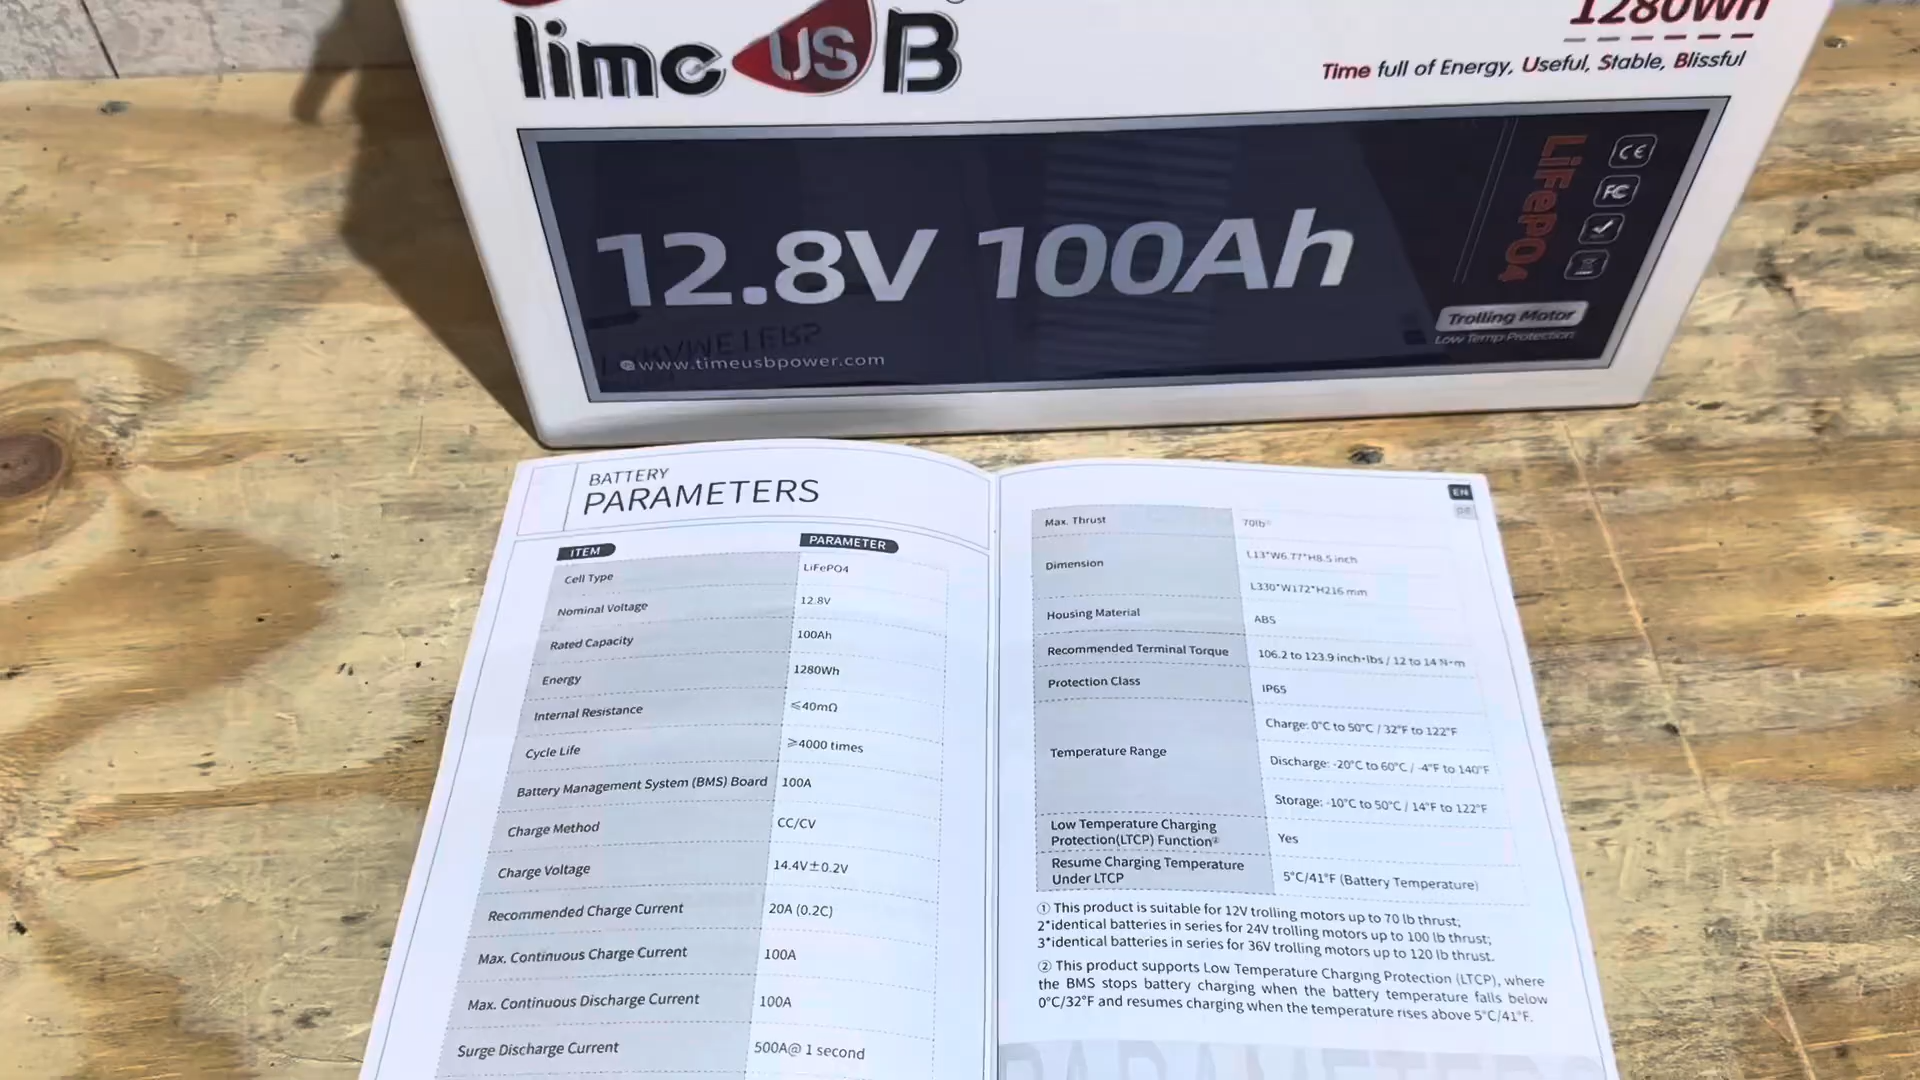 1280Wh
Time USB
Time full of Energy, Useful, Stable, Blissful
12.8V 100Ah
LiFePO4
CE
FC
Trolling Motor
Low Temp Protection
www.timeusbpower.com
BATTERY
PARAMETERS
ITEM PARAMETER
Cell Type LiFePO4
Nominal Voltage 12.8V
Rated Capacity 100Ah
Energy 1280Wh
Internal Resistance ≤40mΩ
Cycle Life ≥4000 times
Battery Management System (BMS) Board 100A
Charge Method CC/CV
Charge Voltage 14.4V±0.2V
Recommended Charge Current 20A (0.2C)
Max. Continuous Charge Current 100A
Max. Continuous Discharge Current 100A
Surge Discharge Current 500A@ 1 second
EN
DE
Max. Thrust 70lb①
Dimension L13*W6.77*H8.5 inch
L330*W172*H216 mm
Housing Material ABS
Recommended Terminal Torque 106.2 to 123.9 inch•lbs / 12 to 14 N•m
Protection Class IP65
Temperature Range Charge: 0°C to 50°C / 32°F to 122°F
Discharge: -20°C to 60°C / -4°F to 140°F
Storage: -10°C to 50°C / 14°F to 122°F
Low Temperature Charging
Protection(LTCP) Function② Yes
Resume Charging Temperature
Under LTCP 5°C/41°F (Battery Temperature)
① This product is suitable for 12V trolling motors up to 70 lb thrust;
2*identical batteries in series for 24V trolling motors up to 100 lb thrust;
3*identical batteries in series for 36V trolling motors up to 120 lb thrust.
② This product supports Low Temperature Charging Protection (LTCP), where
the BMS stops battery charging when the battery temperature falls below
0°C/32°F and resumes charging when the temperature rises above 5°C/41°F.
PARAMETERS